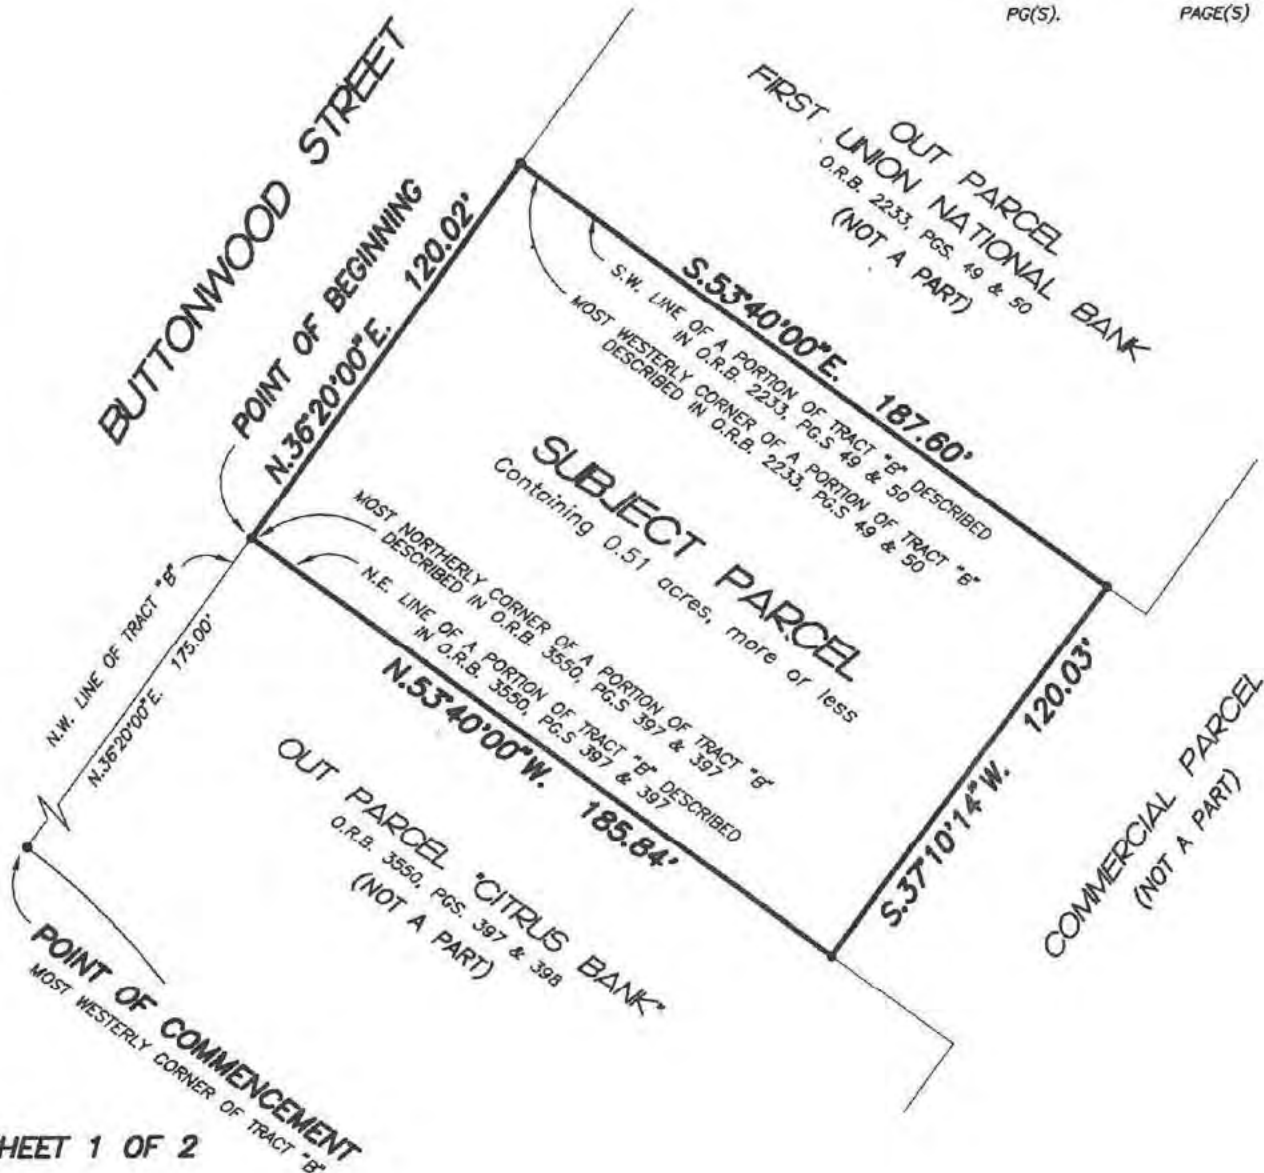 PG(S). PAGE(S)
BUTTONWOOD STREET
OUT PARCEL
FIRST UNION NATIONAL BANK
O.R.B. 2233, PGS. 49 & 50
(NOT A PART)
POINT OF BEGINNING
N.36°20'00"E. 120.02'
S.53°40'00"E. 187.60'
S.W. LINE OF A PORTION OF TRACT "B" DESCRIBED
IN O.R.B. 2233, PG.S 49 & 50
MOST WESTERLY CORNER OF A PORTION OF TRACT "B"
DESCRIBED IN O.R.B. 2233, PG.S 49 & 50
SUBJECT PARCEL
Containing 0.51 acres, more or less
MOST NORTHERLY CORNER OF A PORTION OF TRACT "B"
DESCRIBED IN O.R.B. 3550, PG.S 397 & 397
N.E. LINE OF A PORTION OF TRACT "B" DESCRIBED
IN O.R.B. 3550, PG.S 397 & 397
N.53°40'00"W. 185.84'
S.37°10'14"W. 120.03'
N.W. LINE OF TRACT "B"
N.36°20'00"E. 175.00'
OUT PARCEL "CITRUS BANK"
O.R.B. 3550, PGS. 397 & 398
(NOT A PART)
COMMERCIAL PARCEL
(NOT A PART)
POINT OF COMMENCEMENT
MOST WESTERLY CORNER OF TRACT "B"
HEET 1 OF 2